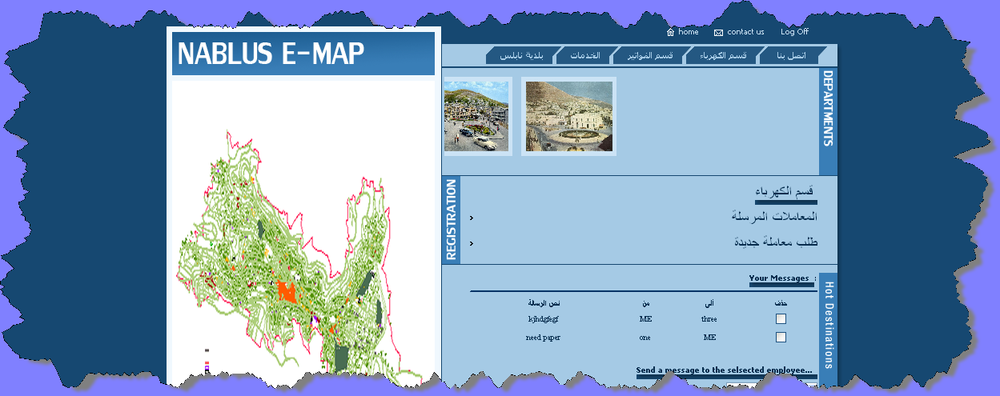 home contact us Log Off
NABLUS E-MAP
اتصل بنا قسم الكهرباء قسم الفواتير الخدمات بلدية نابلس
DEPARTMENTS
REGISTRATION
قسم الكهرباء
المعاملات المرسلة
طلب معاملة جديدة
Your Messages :
حذف ألى من نص الرسالة
kjhdgfegf ME three
need paper one ME
Hot Destinations
Send a message to the selsected employee...